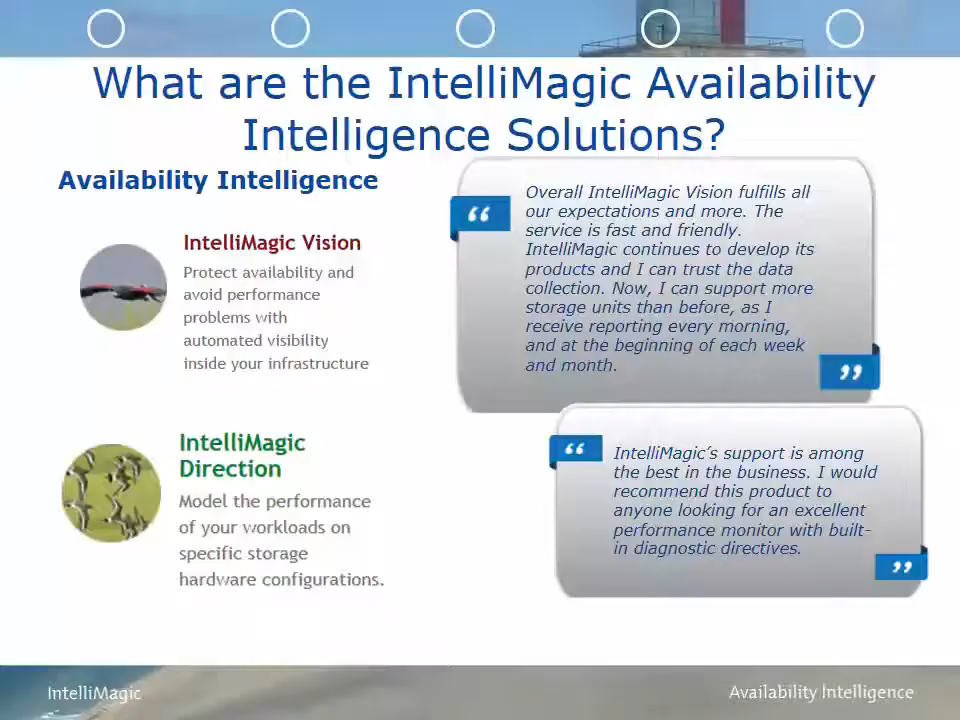 What are the IntelliMagic Availability
Intelligence Solutions?
Availability Intelligence
IntelliMagic Vision
Protect availability and
avoid performance
problems with
automated visibility
inside your infrastructure
IntelliMagic
Direction
Model the performance
of your workloads on
specific storage
hardware configurations.
“
Overall IntelliMagic Vision fulfills all
our expectations and more. The
service is fast and friendly.
IntelliMagic continues to develop its
products and I can trust the data
collection. Now, I can support more
storage units than before, as I
receive reporting every morning,
and at the beginning of each week
and month.
”
“
IntelliMagic’s support is among
the best in the business. I would
recommend this product to
anyone looking for an excellent
performance monitor with built-
in diagnostic directives.
”
IntelliMagic
Availability Intelligence